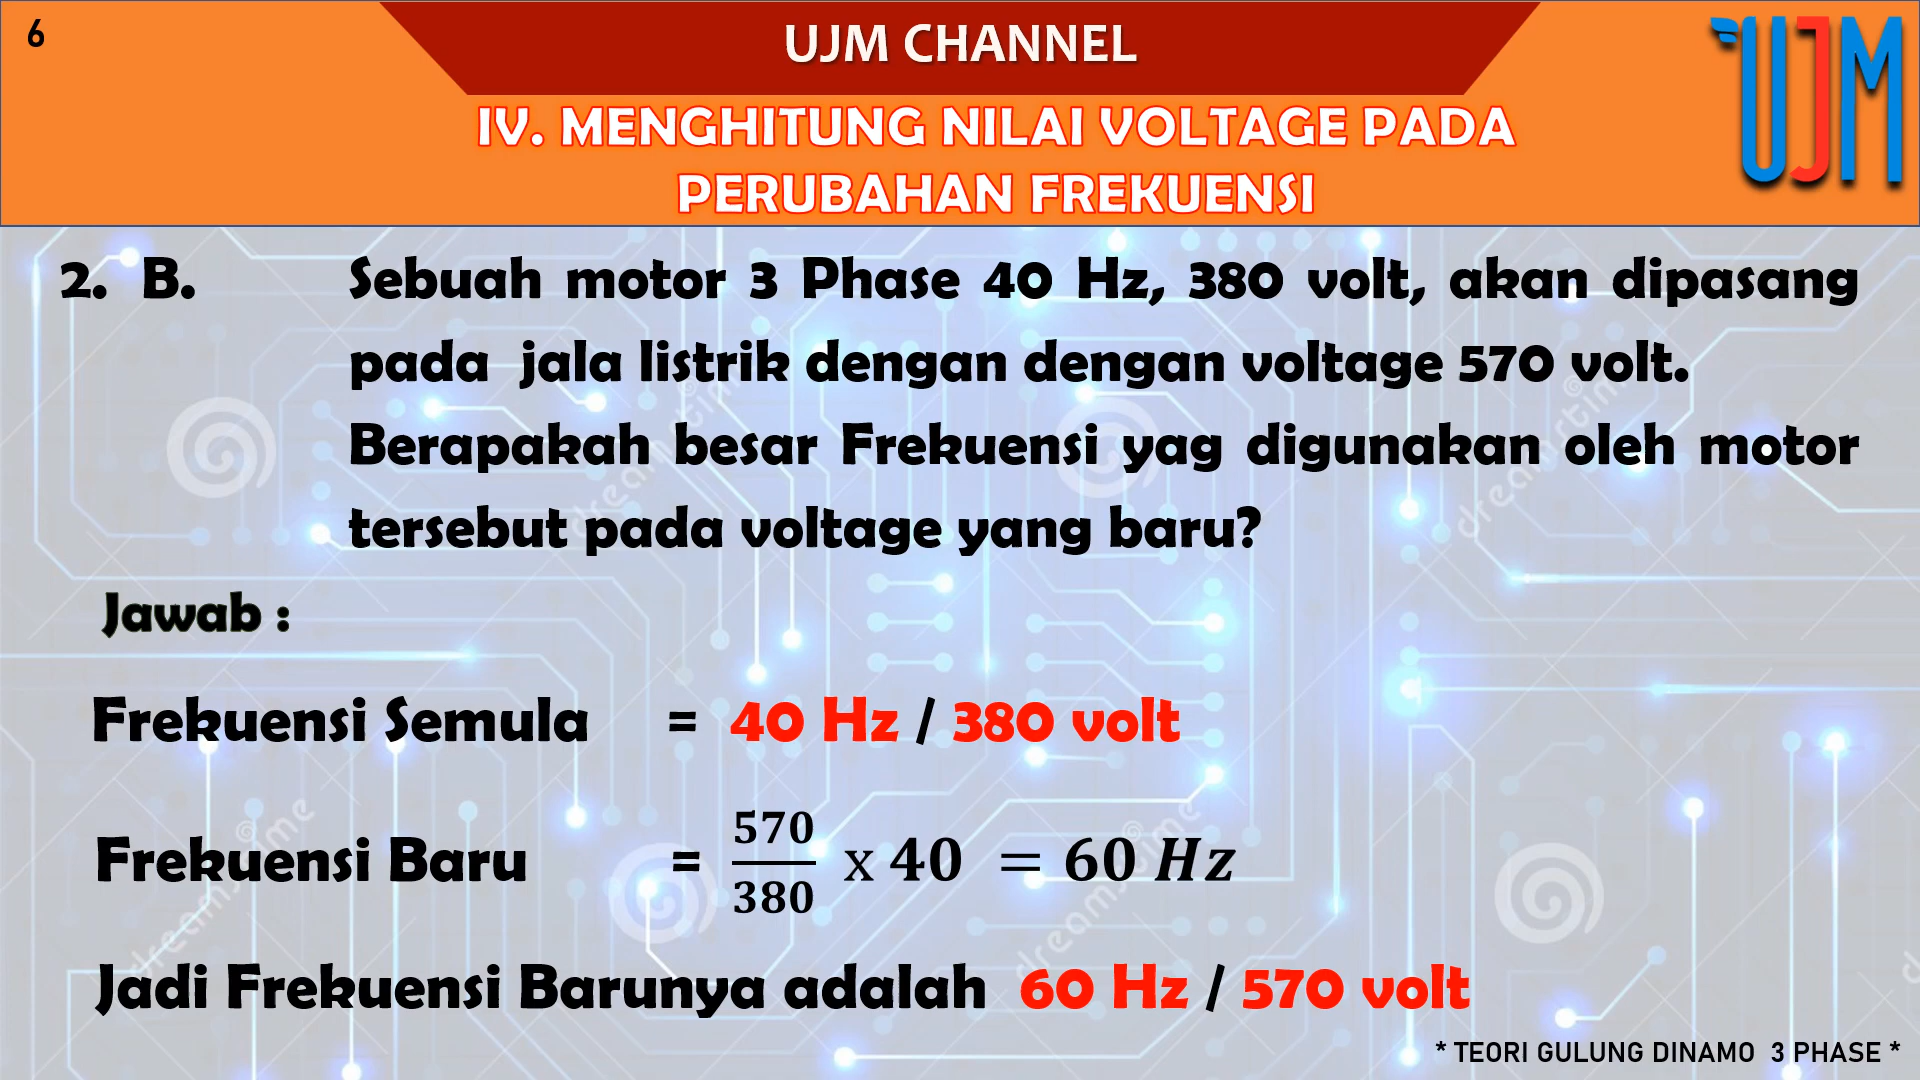 6
UJM CHANNEL
UJM
IV. MENGHITUNG NILAI VOLTAGE PADA
PERUBAHAN FREKUENSI
2. B. Sebuah motor 3 Phase 40 Hz, 380 volt, akan dipasang
pada jala listrik dengan dengan voltage 570 volt.
Berapakah besar Frekuensi yag digunakan oleh motor
tersebut pada voltage yang baru?
Jawab :
Frekuensi Semula = 40 Hz / 380 volt
Frekuensi Baru = 570/380 x 40 = 60 Hz
Jadi Frekuensi Barunya adalah 60 Hz / 570 volt
* TEORI GULUNG DINAMO 3 PHASE *